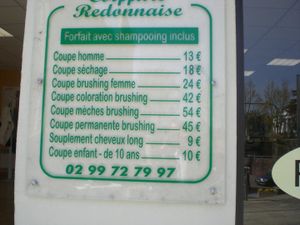 Coiffure
Redonnaise
Forfait avec shampooing inclus
Coupe homme 13 €
Coupe séchage 18 €
Coupe brushing femme 24 €
Coupe coloration brushing 42 €
Coupe mèches brushing 54 €
Coupe permanente brushing 45 €
Souplement cheveux long 9 €
Coupe enfant - de 10 ans 10 €
02 99 72 79 97